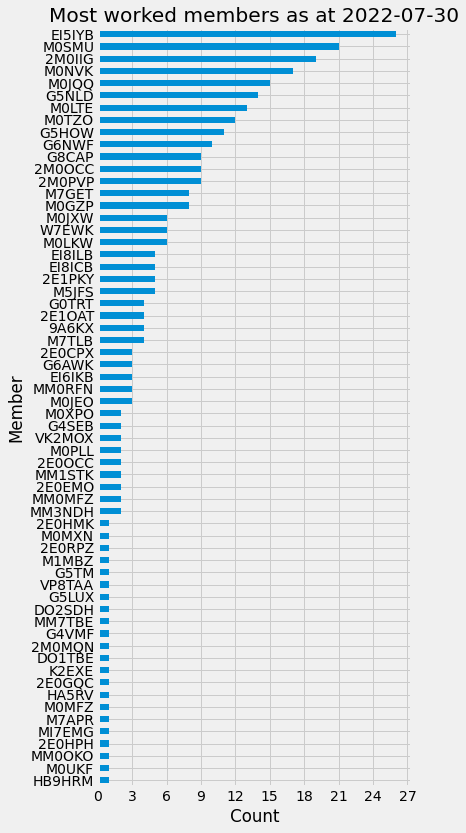 Most worked members as at 2022-07-30
EI5IYB
M0SMU
2M0IIG
M0NVK
M0JQQ
G5NLD
M0LTE
M0TZO
G5HOW
G6NWF
G8CAP
2M0OCC
2M0PVP
M7GET
M0GZP
M0JXW
W7EWK
M0LKW
EI8ILB
EI8ICB
2E1PKY
M5JFS
G0TRT
2E1OAT
9A6KX
M7TLB
2E0CPX
G6AWK
EI6IKB
MM0RFN
M0JEO
M0XPO
G4SEB
VK2MOX
M0PLL
2E0OCC
MM1STK
2E0EMO
MM0MFZ
MM3NDH
2E0HMK
M0MXN
2E0RPZ
M1MBZ
G5TM
VP8TAA
G5LUX
DO2SDH
MM7TBE
G4VMF
2M0MQN
DO1TBE
K2EXE
2E0GQC
HA5RV
M0MFZ
M7APR
MI7EMG
2E0HPH
MM0OKO
M0UKF
HB9HRM
Member
0 3 6 9 12 15 18 21 24 27
Count